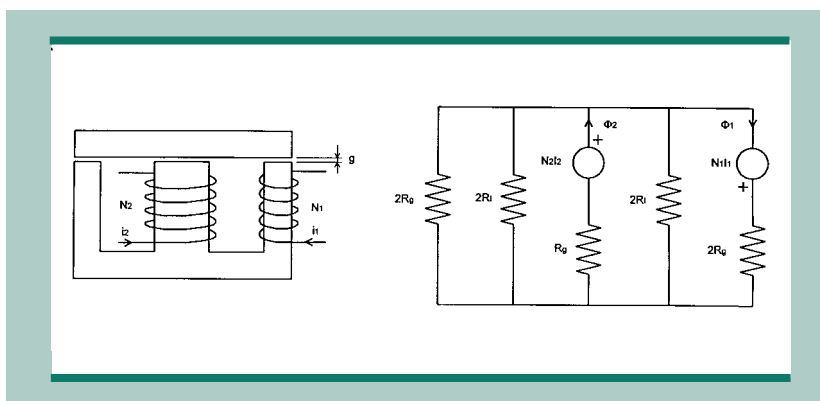 g
N2
N1
i2
i1
Φ2
Φ1
+
N2I2
N1I1
+
2Rg
2Rl
2Rl
Rg
2Rg